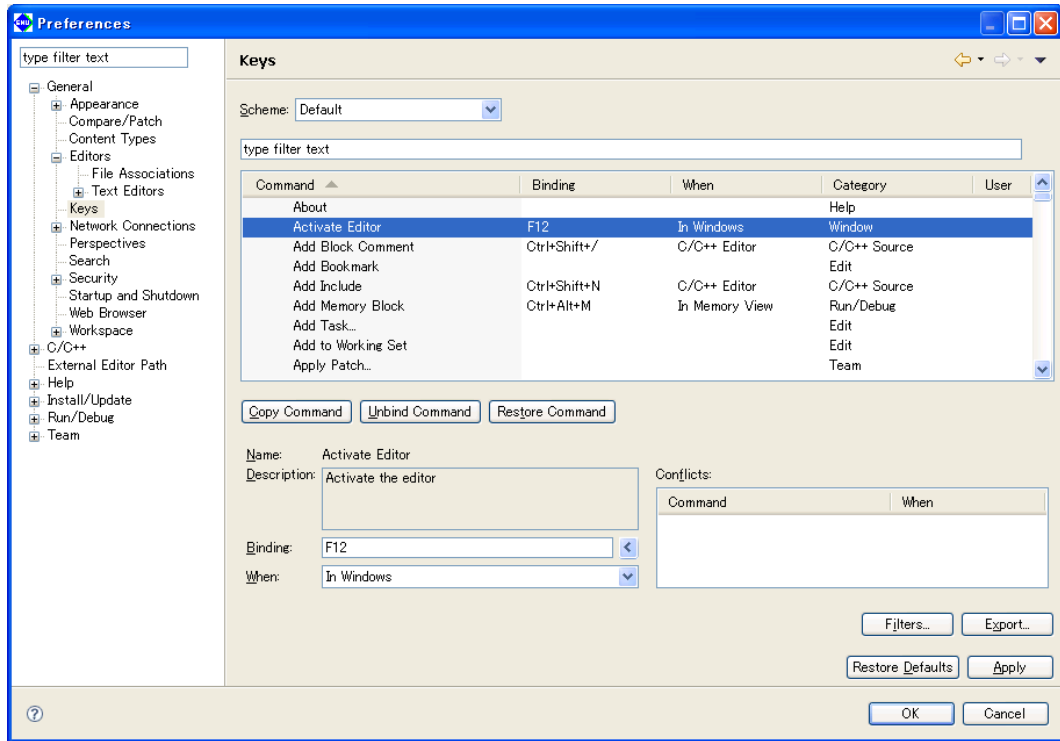 GNU Preferences
type filter text
General
Appearance
Compare/Patch
Content Types
Editors
File Associations
Text Editors
Keys
Network Connections
Perspectives
Search
Security
Startup and Shutdown
Web Browser
Workspace
C/C++
External Editor Path
Help
Install/Update
Run/Debug
Team
Keys
Scheme: Default
type filter text
Command Binding When Category User
About Help
Activate Editor F12 In Windows Window
Add Block Comment Ctrl+Shift+/ C/C++ Editor C/C++ Source
Add Bookmark Edit
Add Include Ctrl+Shift+N C/C++ Editor C/C++ Source
Add Memory Block Ctrl+Alt+M In Memory View Run/Debug
Add Task... Edit
Add to Working Set Edit
Apply Patch... Team
Copy Command Unbind Command Restore Command
Name: Activate Editor
Description: Activate the editor
Binding: F12
When: In Windows
Conflicts:
Command When
Filters... Export...
Restore Defaults Apply
? OK Cancel